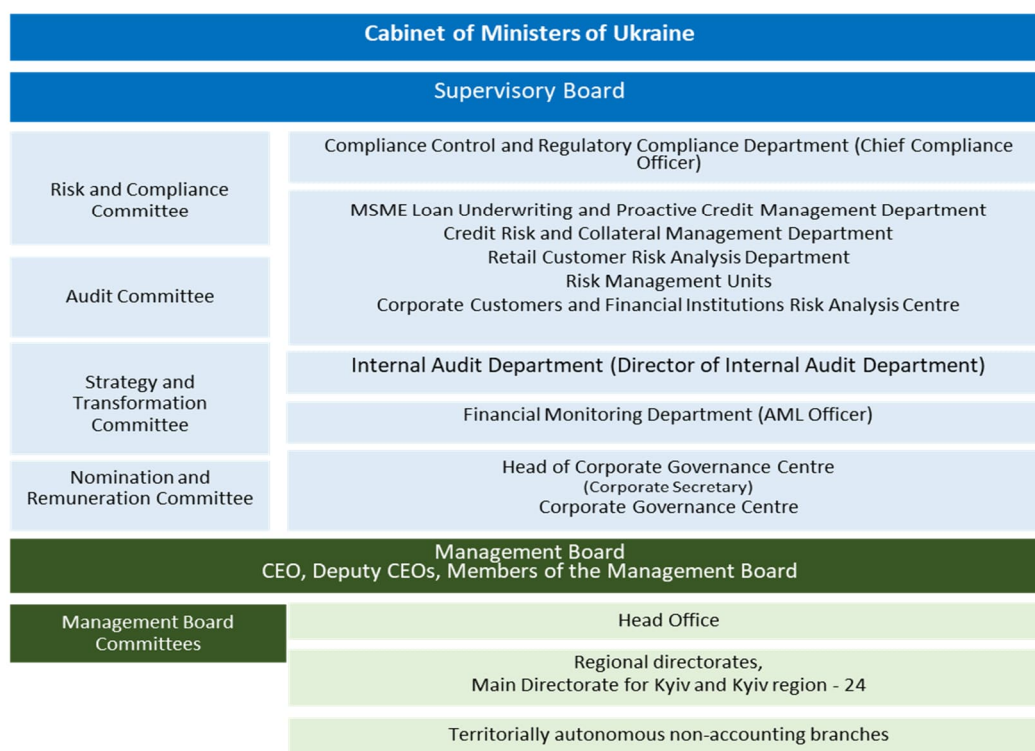 Cabinet of Ministers of Ukraine
Supervisory Board
Risk and Compliance
Committee
Audit Committee
Strategy and
Transformation
Committee
Nomination and
Remuneration Committee
Compliance Control and Regulatory Compliance Department (Chief Compliance
Officer)
MSME Loan Underwriting and Proactive Credit Management Department
Credit Risk and Collateral Management Department
Retail Customer Risk Analysis Department
Risk Management Units
Corporate Customers and Financial Institutions Risk Analysis Centre
Internal Audit Department (Director of Internal Audit Department)
Financial Monitoring Department (AML Officer)
Head of Corporate Governance Centre
(Corporate Secretary)
Corporate Governance Centre
Management Board
CEO, Deputy CEOs, Members of the Management Board
Management Board
Committees
Head Office
Regional directorates,
Main Directorate for Kyiv and Kyiv region - 24
Territorially autonomous non-accounting branches